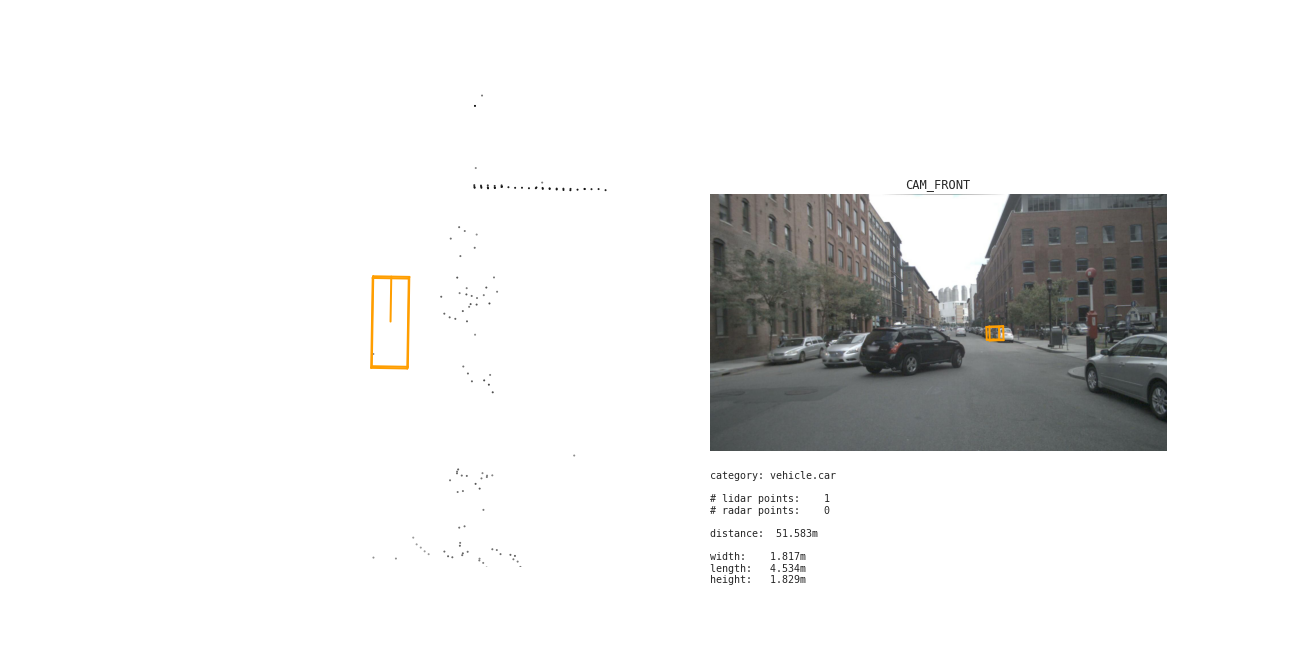 CAM_FRONT
category: vehicle.car
# lidar points: 1
# radar points: 0
distance: 51.583m
width: 1.817m
length: 4.534m
height: 1.829m